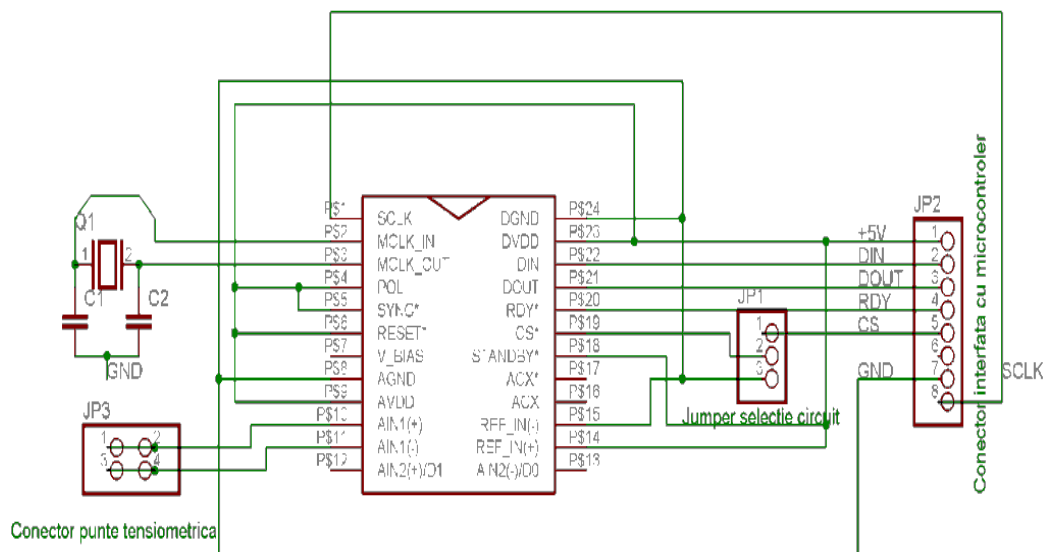 P$1 SCLK DGND P$24
P$2 MCLK_IN DVDD P$23
P$3 MCLK_OUT DIN P$22
P$4 POL DOUT P$21
P$5 SYNC* RDY* P$20
P$6 RESET* CS* P$19
P$7 V_BIAS STANDBY* P$18
P$8 AGND ACX* P$17
P$9 AVDD ACX P$16
P$10 AIN1(+) REF_IN(-) P$15
P$11 AIN1(-) REF_IN(+) P$14
P$12 AIN2(+)/D1 AIN2(-)/D0 P$13
Q1
1 2
C1 C2
GND
JP3
1 2
3 4
Conector punte tensiometrica
JP1
1
2
3
Jumper selectie circuit
JP2
+5V 1
DIN 2
DOUT 3
RDY 4
CS 5
6
GND 7
8 SCLK
Conector interfata cu microcontroler